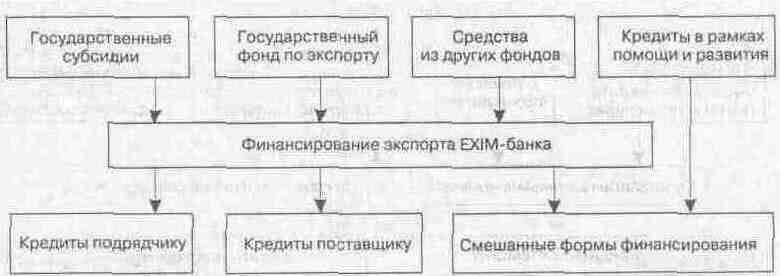 Государственные
субсидии
Государственный
фонд по экспорту
Средства
из других фондов
Кредиты в рамках
помощи и развития
Финансирование экспорта EXIM-банка
Кредиты подрядчику
Кредиты поставщику
Смешанные формы финансирования